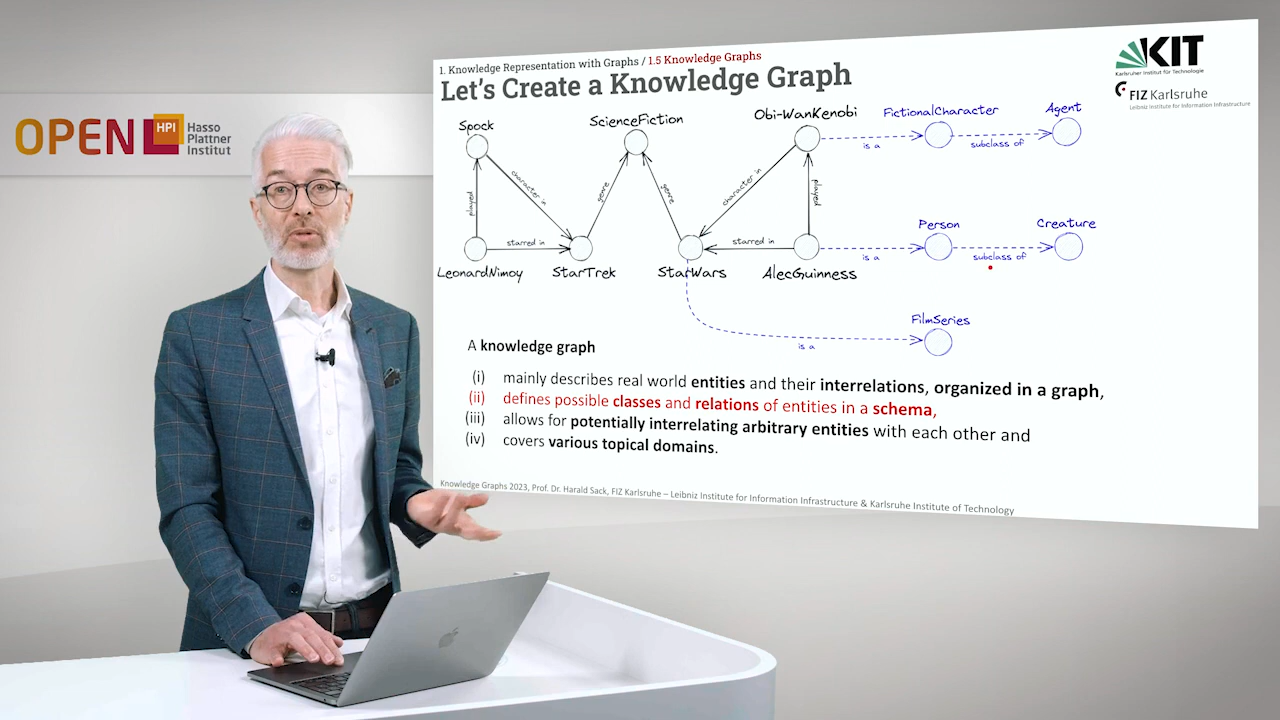 OPEN
HPI
Hasso
Plattner
Institut
1. Knowledge Representation with Graphs / 1.5 Knowledge Graphs
Let's Create a Knowledge Graph
KIT
Karlsruher Institut für Technologie
FIZ Karlsruhe
Leibniz Institute for Information Infrastructure
Spock
ScienceFiction
Obi-WanKenobi
FictionalCharacter
Agent
is a
subclass of
played
character in
genre
genre
character in
played
starred in
starred in
Person
Creature
is a
subclass of
LeonardNimoy
StarTrek
StarWars
AlecGuinness
FilmSeries
is a
A knowledge graph
(i) mainly describes real world entities and their interrelations, organized in a graph,
(ii) defines possible classes and relations of entities in a schema,
(iii) allows for potentially interrelating arbitrary entities with each other and
(iv) covers various topical domains.
Knowledge Graphs 2023, Prof. Dr. Harald Sack, FIZ Karlsruhe – Leibniz Institute for Information Infrastructure & Karlsruhe Institute of Technology